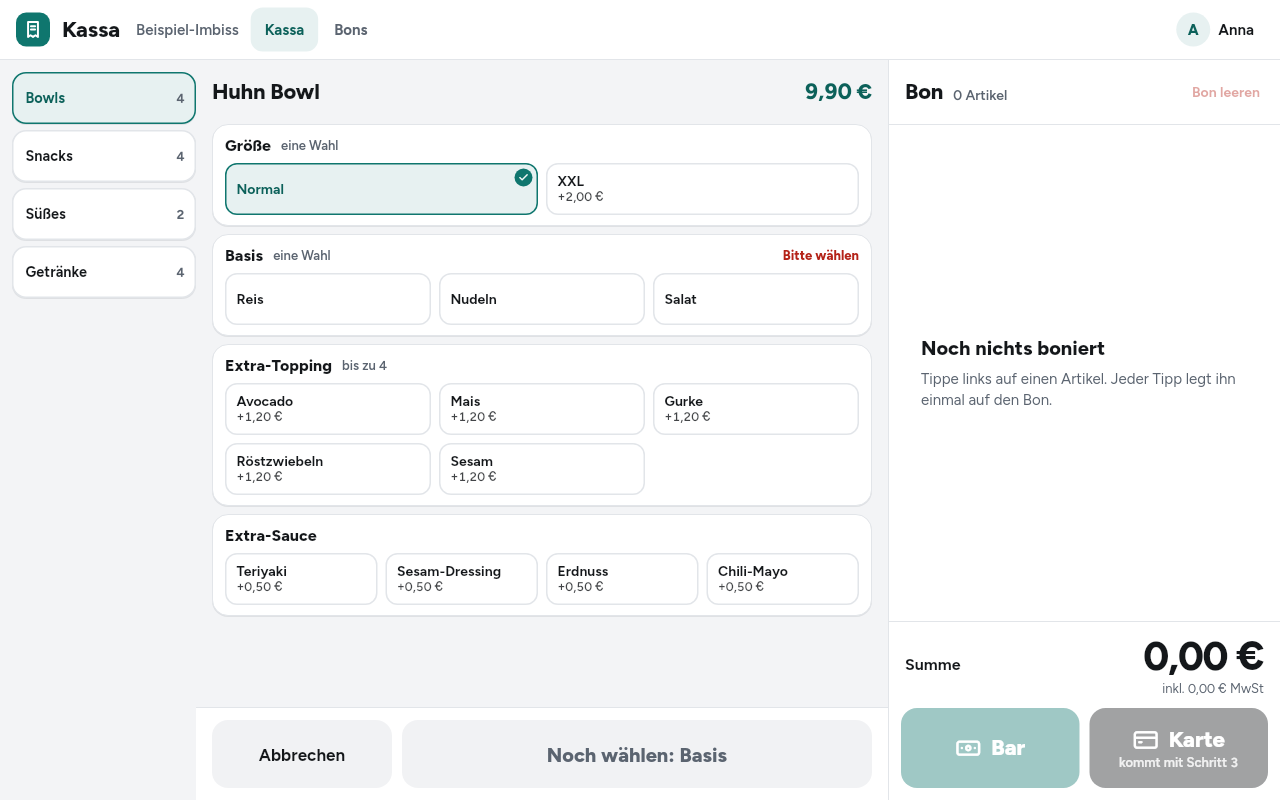 Kassa
Beispiel-Imbiss
Kassa
Bons
A
Anna
Bowls 4
Snacks 4
Süßes 2
Getränke 4
Huhn Bowl 9,90 €
Größe eine Wahl
Normal
XXL
+2,00 €
Basis eine Wahl Bitte wählen
Reis
Nudeln
Salat
Extra-Topping bis zu 4
Avocado
+1,20 €
Mais
+1,20 €
Gurke
+1,20 €
Röstzwiebeln
+1,20 €
Sesam
+1,20 €
Extra-Sauce
Teriyaki
+0,50 €
Sesam-Dressing
+0,50 €
Erdnuss
+0,50 €
Chili-Mayo
+0,50 €
Abbrechen
Noch wählen: Basis
Bon 0 Artikel Bon leeren
Noch nichts boniert
Tippe links auf einen Artikel. Jeder Tipp legt ihn
einmal auf den Bon.
Summe 0,00 €
inkl. 0,00 € MwSt
Bar
Karte
kommt mit Schritt 3